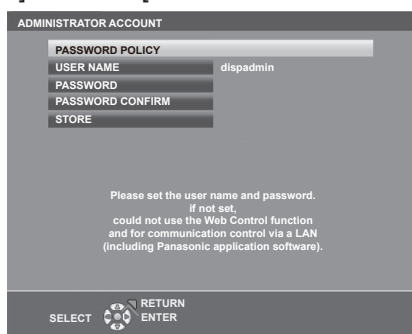 ADMINISTRATOR ACCOUNT
PASSWORD POLICY
USER NAME dispadmin
PASSWORD
PASSWORD CONFIRM
STORE
Please set the user name and password.
if not set,
could not use the Web Control function
and for communication control via a LAN
(including Panasonic application software).
RETURN
SELECT ENTER